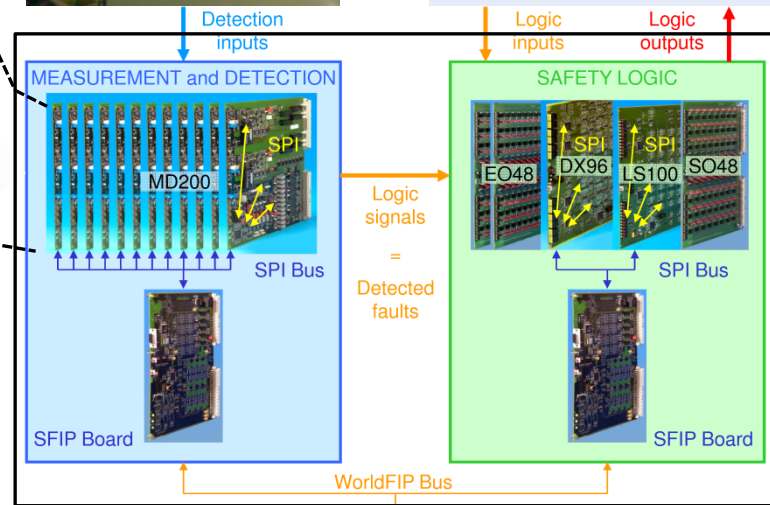 Detection
inputs
Logic
inputs
Logic
outputs
MEASUREMENT and DETECTION
SPI
MD200
SPI Bus
SFIP Board
Logic
signals
=
Detected
faults
SAFETY LOGIC
SPI
SPI
EO48
DX96
LS100
SO48
SPI Bus
SFIP Board
WorldFIP Bus